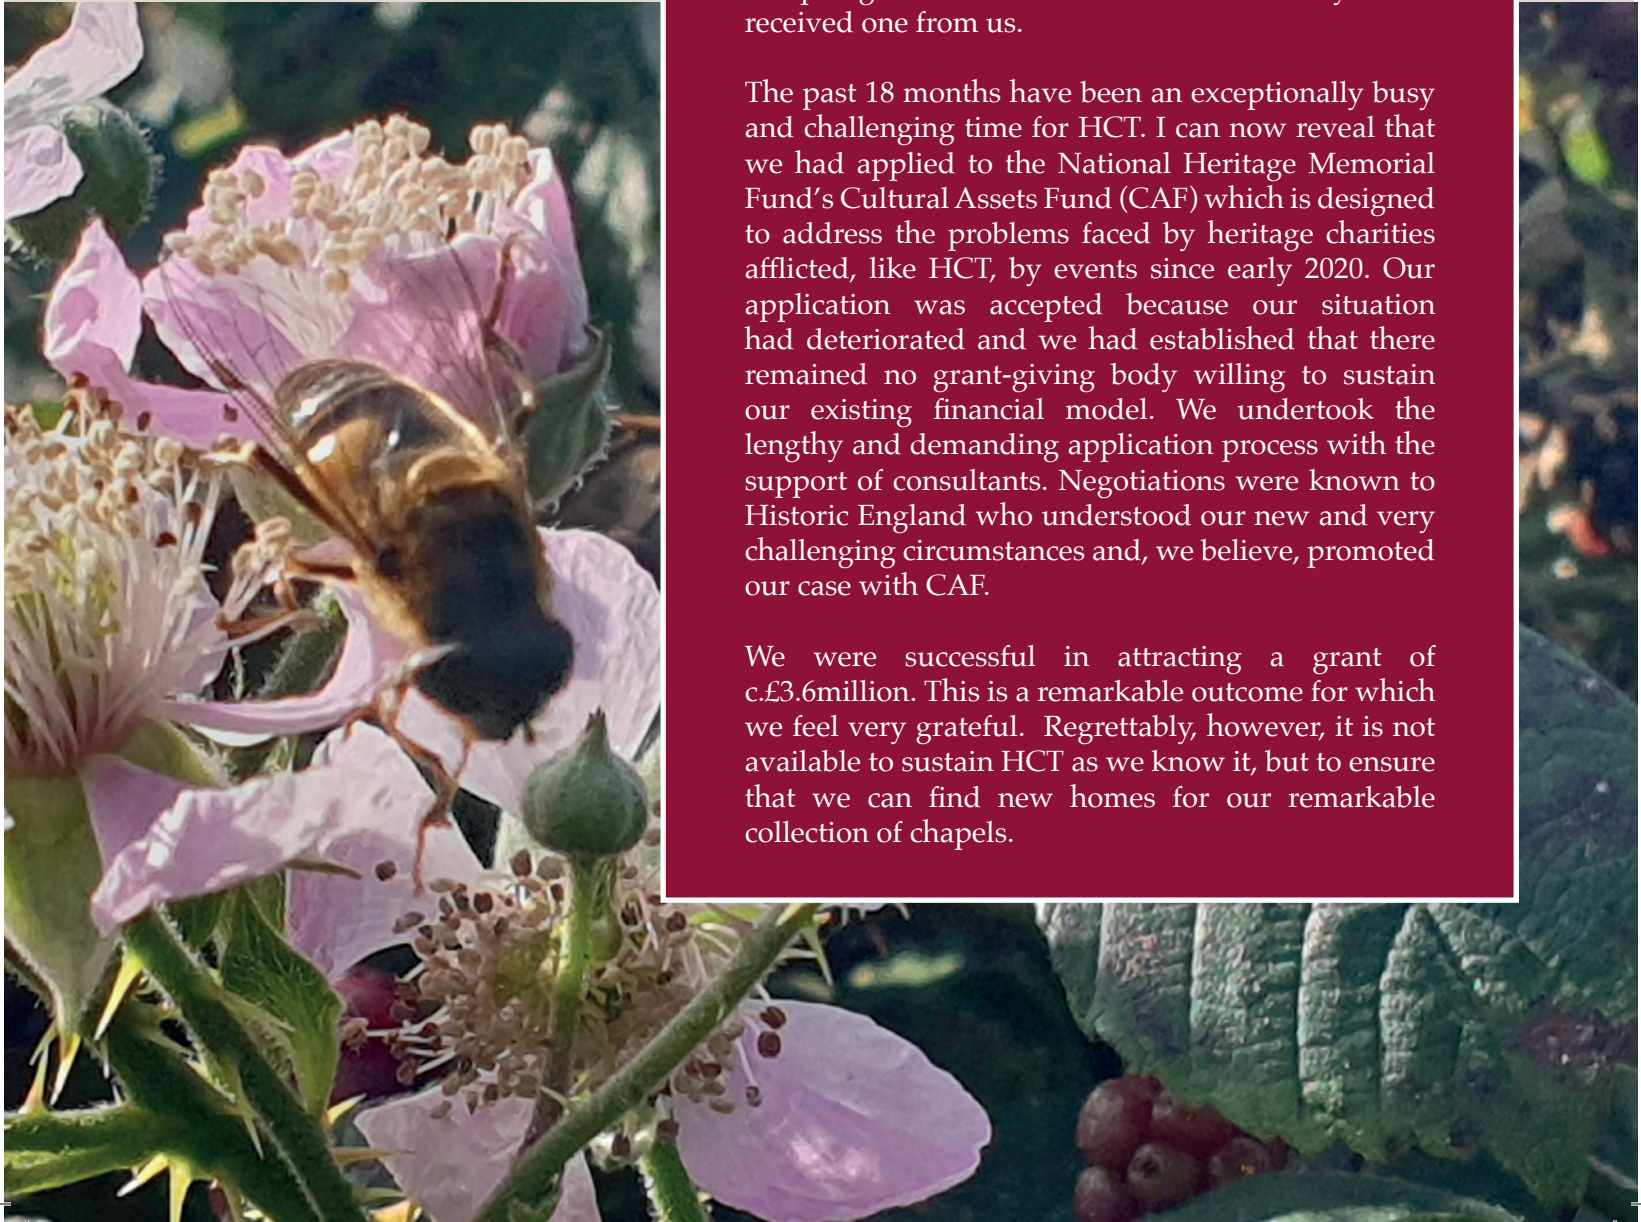 received one from us.
The past 18 months have been an exceptionally busy
and challenging time for HCT. I can now reveal that
we had applied to the National Heritage Memorial
Fund's Cultural Assets Fund (CAF) which is designed
to address the problems faced by heritage charities
afflicted, like HCT, by events since early 2020. Our
application was accepted because our situation
had deteriorated and we had established that there
remained no grant-giving body willing to sustain
our existing financial model. We undertook the
lengthy and demanding application process with the
support of consultants. Negotiations were known to
Historic England who understood our new and very
challenging circumstances and, we believe, promoted
our case with CAF.
We were successful in attracting a grant of
c.£3.6million. This is a remarkable outcome for which
we feel very grateful. Regrettably, however, it is not
available to sustain HCT as we know it, but to ensure
that we can find new homes for our remarkable
collection of chapels.